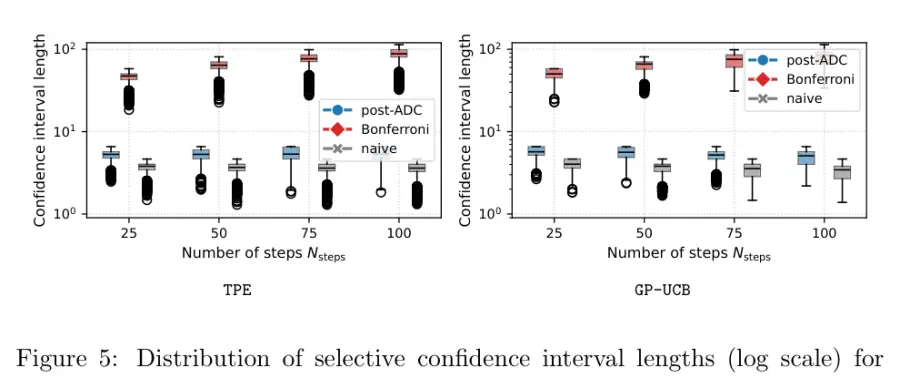 Confidence interval length
10²
10¹
10⁰
post-ADC
Bonferroni
naive
25 50 75 100
Number of steps Nsteps
TPE
Confidence interval length
10²
10¹
10⁰
post-ADC
Bonferroni
naive
25 50 75 100
Number of steps Nsteps
GP-UCB
Figure 5: Distribution of selective confidence interval lengths (log scale) for